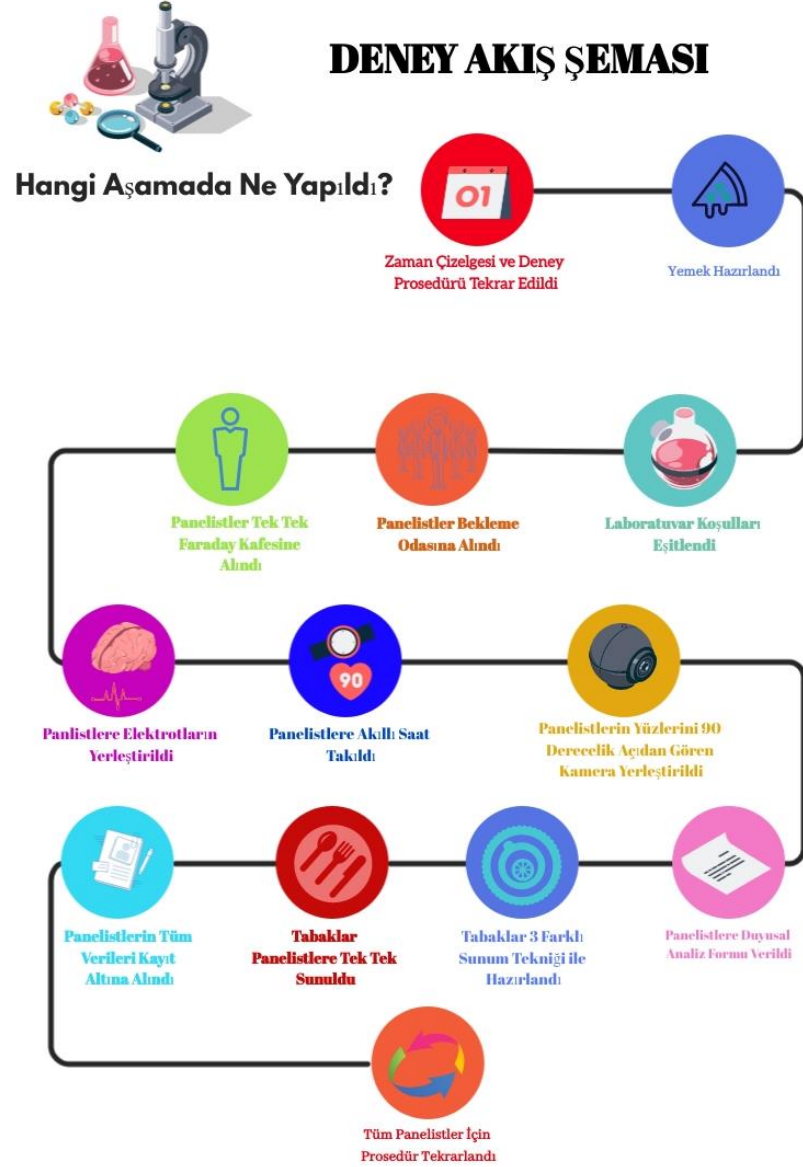 DENEY AKIŞ ŞEMASI
Hangi Aşamada Ne Yapıldı?
01
Zaman Çizelgesi ve Deney
Prosedürü Tekrar Edildi
Yemek Hazırlandı
Panelistler Tek Tek
Faraday Kafesine
Alındı
Panelistler Bekleme
Odasına Alındı
Laboratuvar Koşulları
Eşitlendi
90
Panlistlere Elektrotların
Yerleştirildi
Panelistlere Akıllı Saat
Takıldı
Panelistlerin Yüzlerini 90
Derecelik Açıdan Gören
Kamera Yerleştirildi
Panelistlerin Tüm
Verileri Kayıt
Altına Alındı
Tabaklar
Panelistlere Tek Tek
Sunuldu
Tabaklar 3 Farklı
Sunum Tekniği ile
Hazırlandı
Panelistlere Duyusal
Analiz Formu Verildi
Tüm Panelistler İçin
Prosedür Tekrarlandı